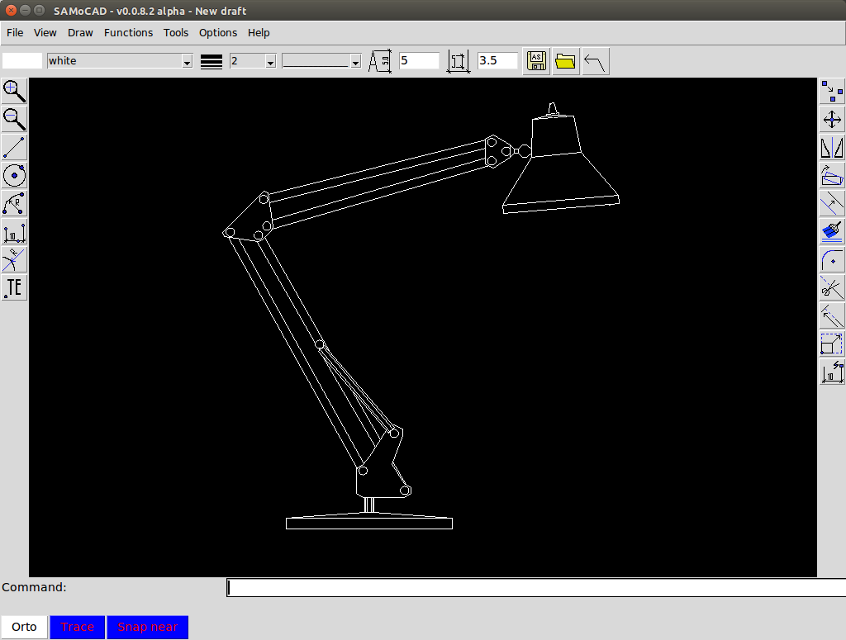 SAMoCAD - v0.0.8.2 alpha - New draft
File View Draw Functions Tools Options Help
white 2 5 3.5
AS
R
TE
Command:
Orto Trace Snap near